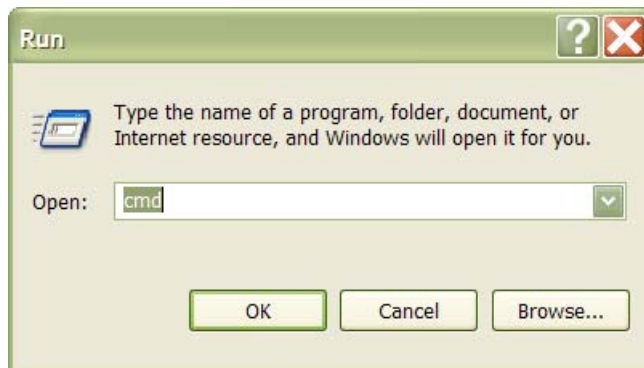 Run
Type the name of a program, folder, document, or
Internet resource, and Windows will open it for you.
Open: cmd
OK Cancel Browse...